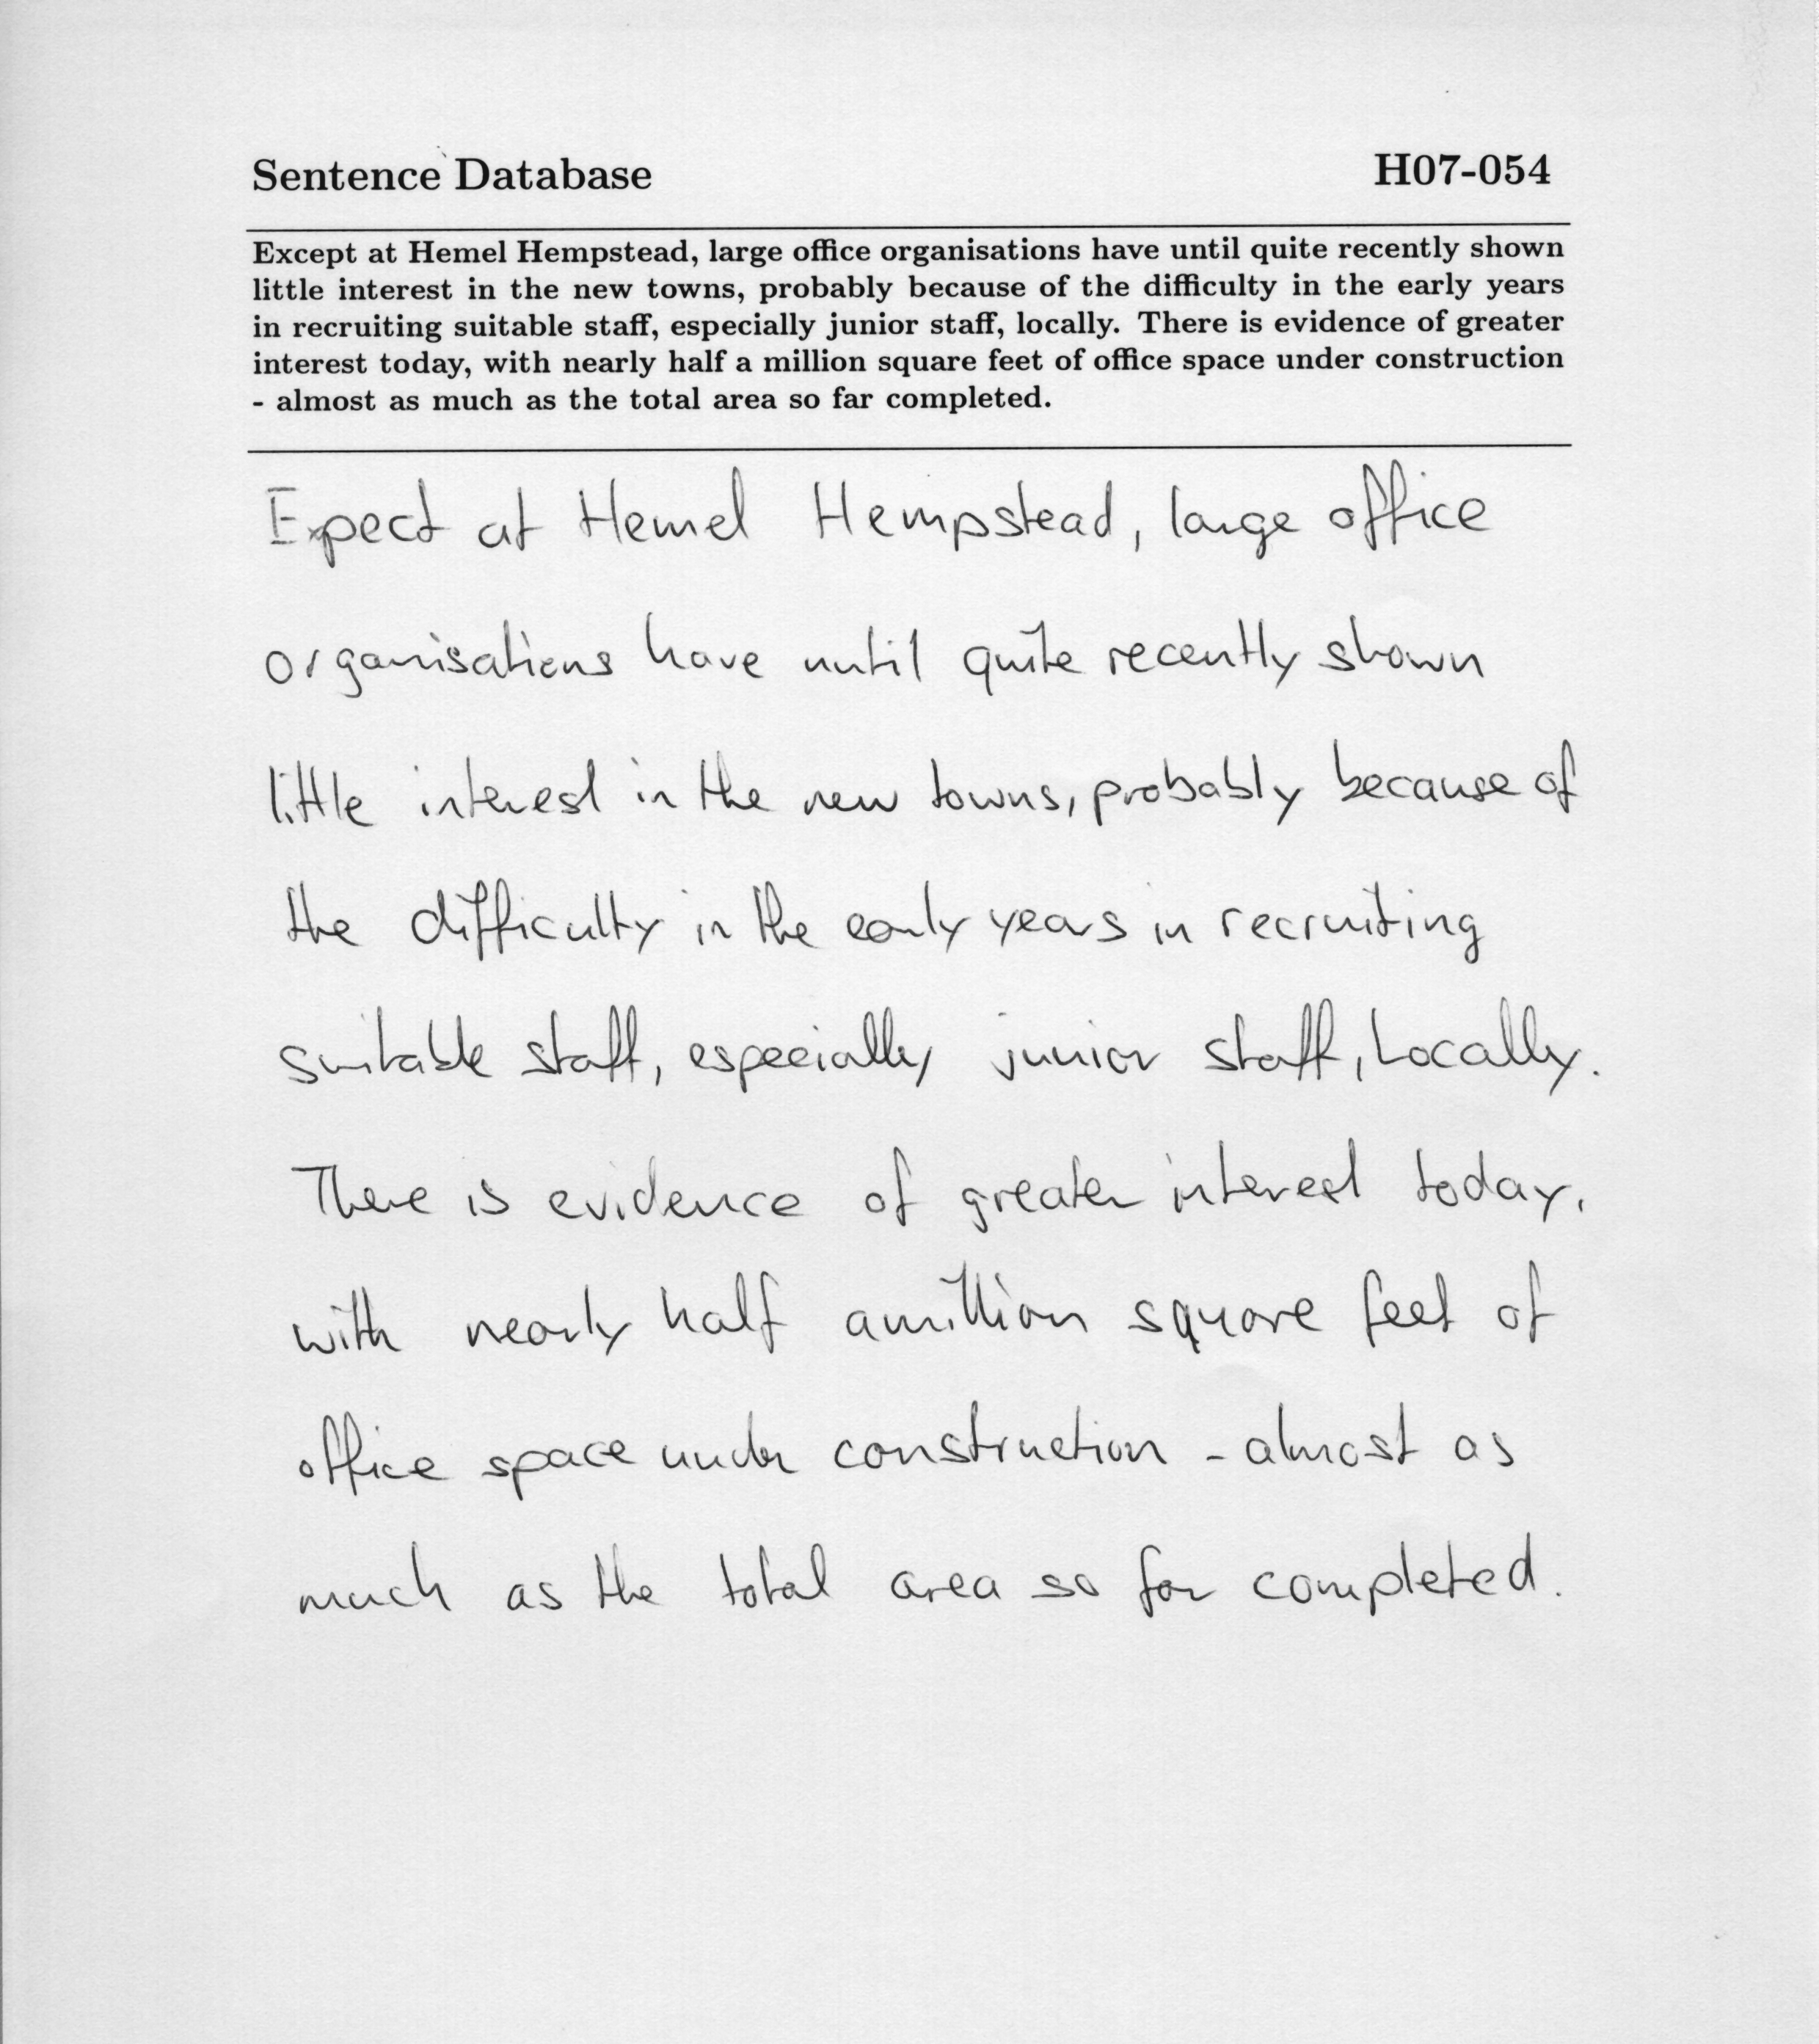 Sentence Database H07-054
Except at Hemel Hempstead, large office organisations have until quite recently shown
little interest in the new towns, probably because of the difficulty in the early years
in recruiting suitable staff, especially junior staff, locally. There is evidence of greater
interest today, with nearly half a million square feet of office space under construction
- almost as much as the total area so far completed.
Expect at Hemel Hempstead, large office
organisations have until quite recently shown
little interest in the new towns, probably because of
the difficulty in the early years in recruiting
suitable staff, especially junior staff, Locally.
There is evidence of greater interest today,
with nearly half a million square feet of
office space under construction - almost as
much as the total area so far completed.